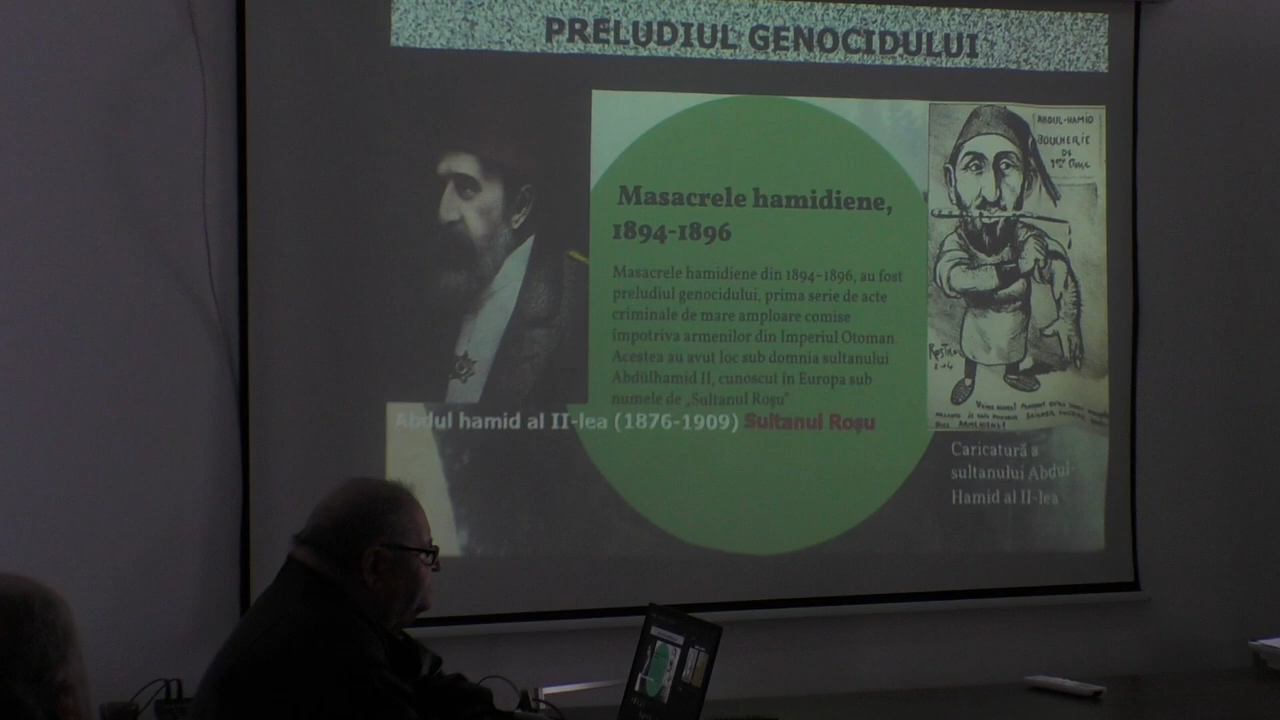 PRELUDIUL GENOCIDULUI
Masacrele hamidiene,
1894-1896
Masacrele hamidiene din 1894-1896, au fost
preludiul genocidului, prima serie de acte
criminale de mare amploare comise
împotriva armenilor din Imperiul Otoman
Acestea au avut loc sub domnia sultanului
Abdülhamid II, cunoscut în Europa sub
numele de „Sultanul Roșu”
Abdul hamid al II-lea (1876-1909) Sultanul Roșu
ABDUL-HAMID
BOUCHERIE
DE
Caricatură a
sultanului Abdul-
Hamid al II-lea